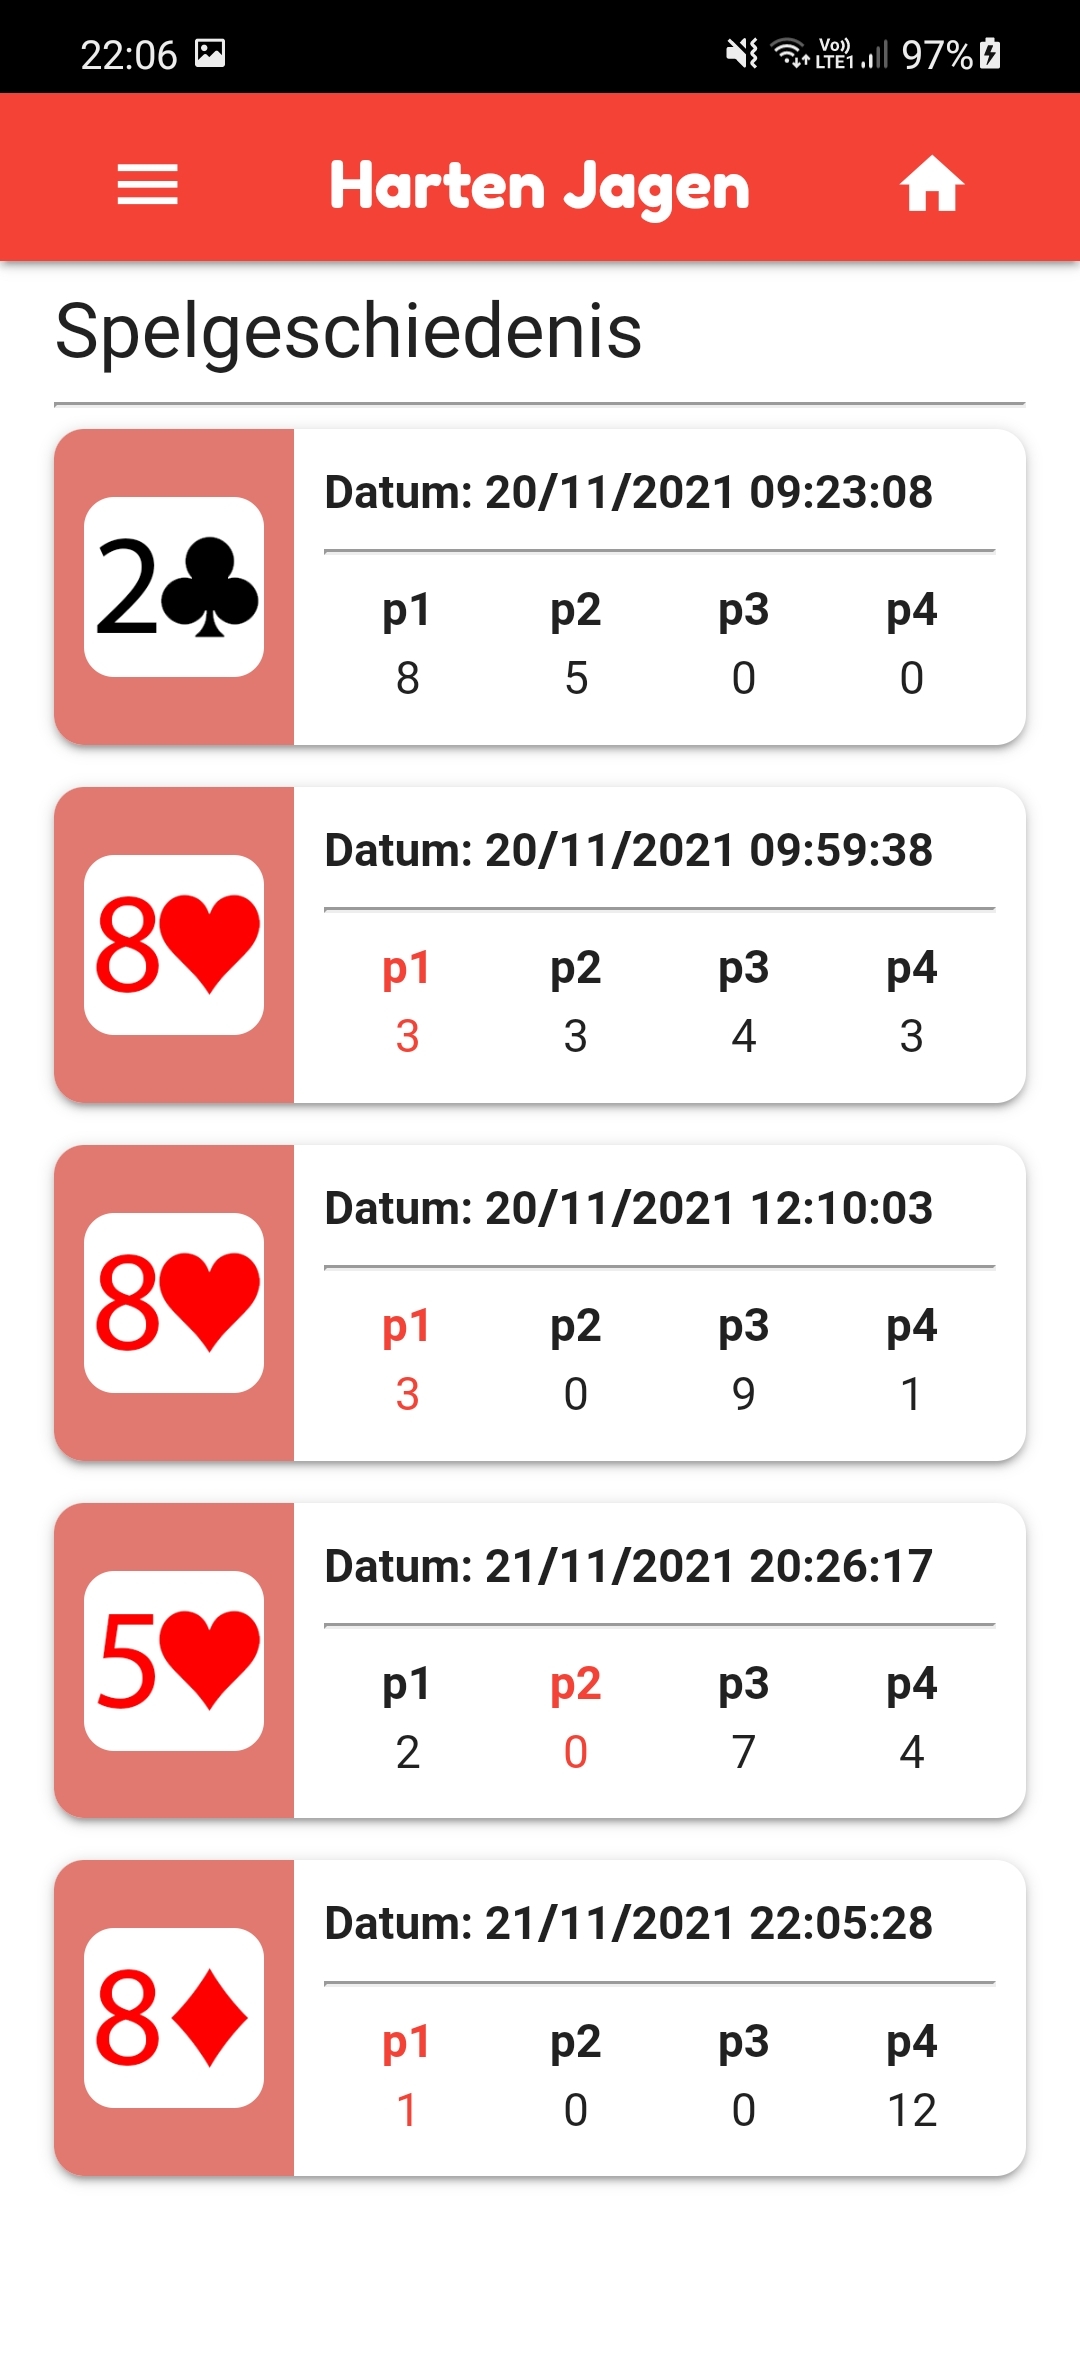 22:06 Vo)) LTE1 97%
Harten Jagen
Spelgeschiedenis
Datum: 20/11/2021 09:23:08
2♣
p1 p2 p3 p4
8 5 0 0
Datum: 20/11/2021 09:59:38
8♥
p1 p2 p3 p4
3 3 4 3
Datum: 20/11/2021 12:10:03
8♥
p1 p2 p3 p4
3 0 9 1
Datum: 21/11/2021 20:26:17
5♥
p1 p2 p3 p4
2 0 7 4
Datum: 21/11/2021 22:05:28
8♦
p1 p2 p3 p4
1 0 0 12